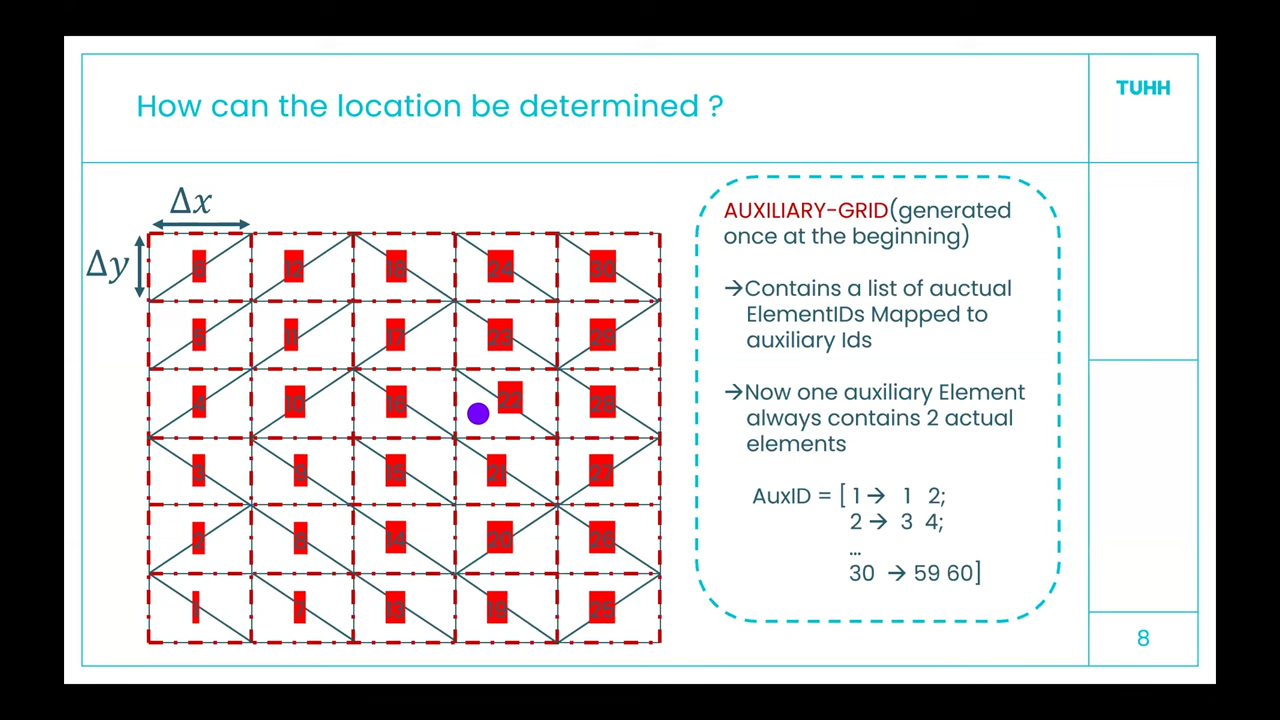 How can the location be determined ?
TUHH
Δx
Δy
6 12 18 24 30
5 11 17 23 29
4 10 16 22 28
3 9 15 21 27
2 8 14 20 26
1 7 13 19 25
AUXILIARY-GRID(generated
once at the beginning)
→Contains a list of auctual
ElementIDs Mapped to
auxiliary Ids
→Now one auxiliary Element
always contains 2 actual
elements
AuxID = [ 1 → 1 2;
2 → 3 4;
...
30 → 59 60]
8